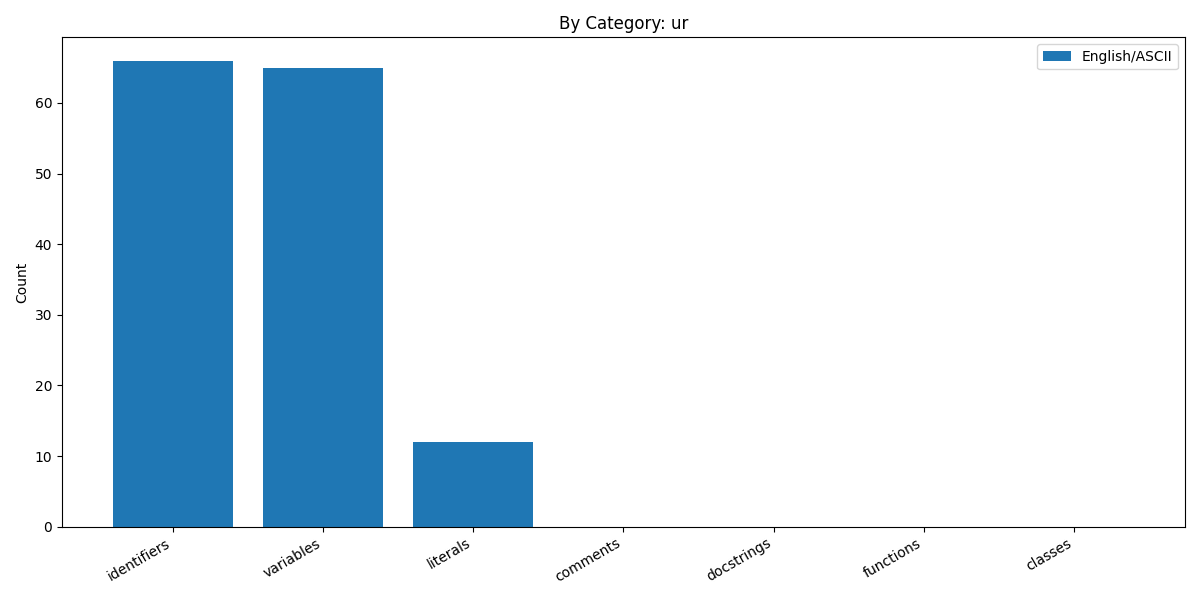 By Category: ur
English/ASCII
Count
60
50
40
30
20
10
0
identifiers
variables
literals
comments
docstrings
functions
classes